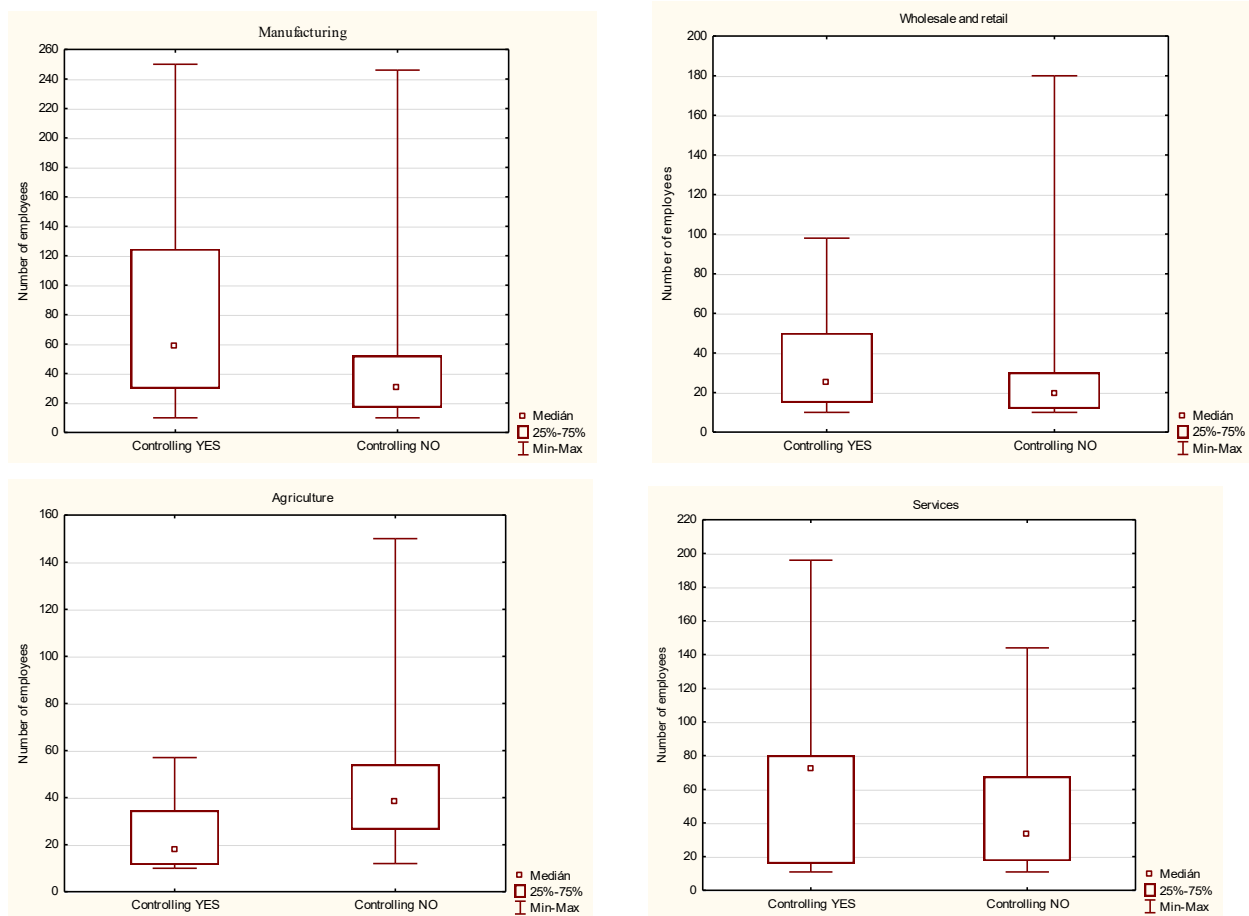 Manufacturing
260
240
220
200
180
160
140
120
100
80
60
40
20
0
Number of employees
Controlling YES
Controlling NO
Medián
25%-75%
Min-Max
Wholesale and retail
200
180
160
140
120
100
80
60
40
20
0
Number of employees
Controlling YES
Controlling NO
Medián
25%-75%
Min-Max
Agriculture
160
140
120
100
80
60
40
20
0
Number of employees
Controlling YES
Controlling NO
Medián
25%-75%
Min-Max
Services
220
200
180
160
140
120
100
80
60
40
20
0
Number of employees
Controlling YES
Controlling NO
Medián
25%-75%
Min-Max